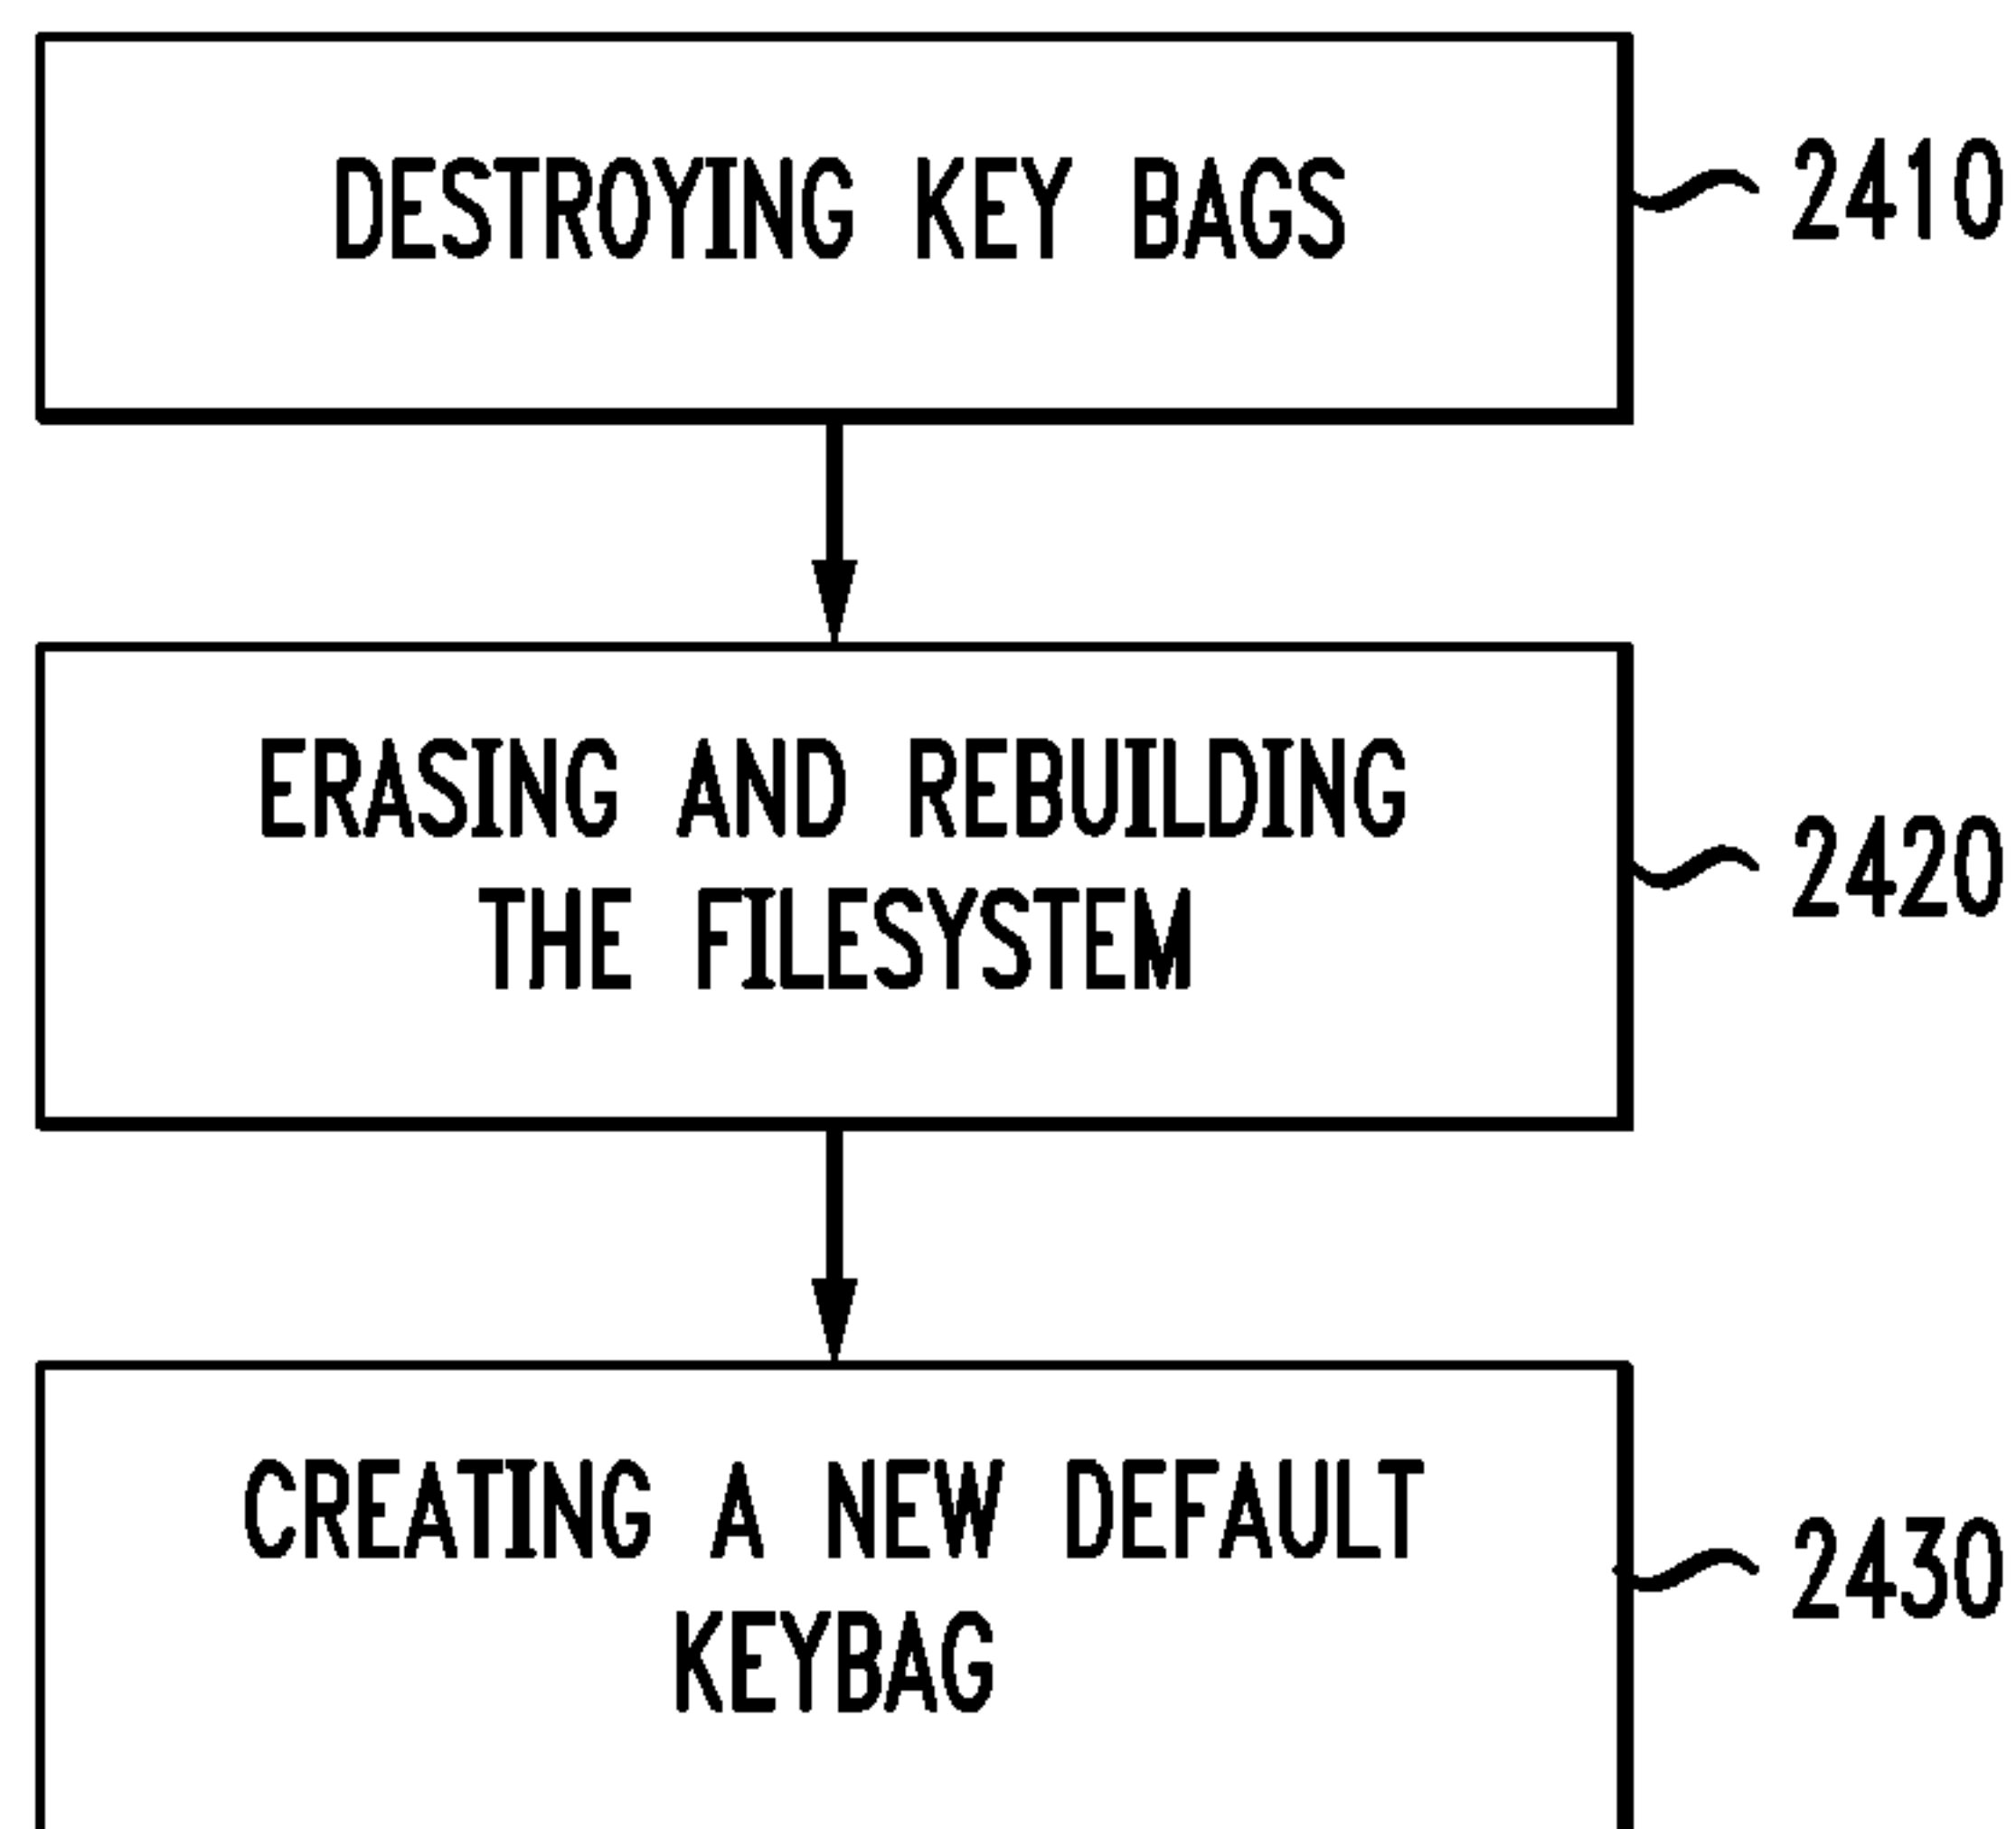 DESTROYING KEY BAGS
2410
ERASING AND REBUILDING
THE FILESYSTEM
2420
CREATING A NEW DEFAULT
KEYBAG
2430